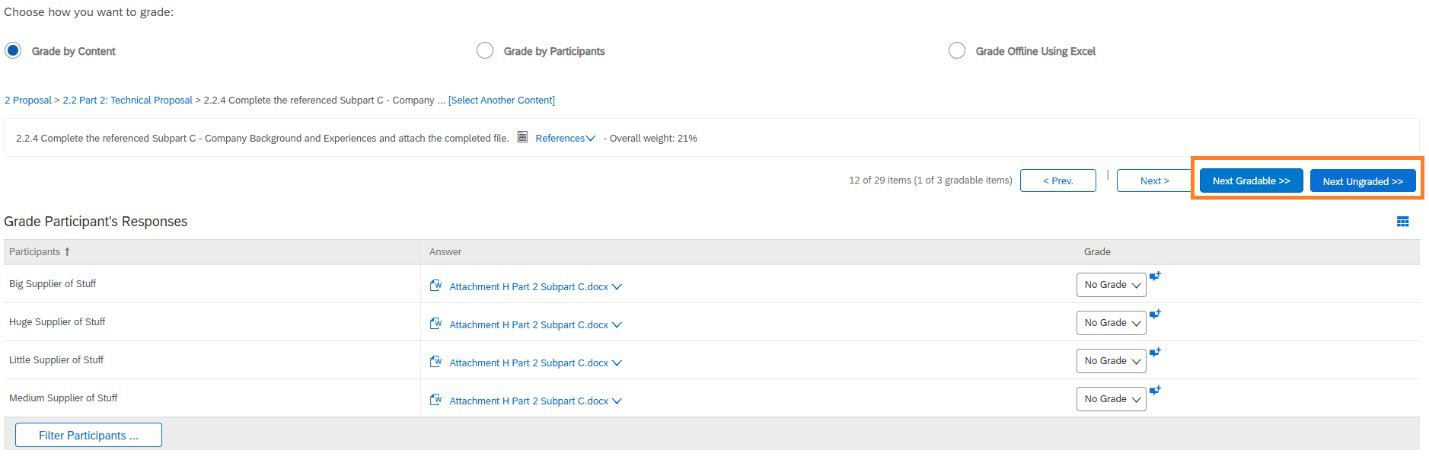 Choose how you want to grade:
Grade by Content Grade by Participants Grade Offline Using Excel
2 Proposal > 2.2 Part 2: Technical Proposal > 2.2.4 Complete the referenced Subpart C - Company ... [Select Another Content]
2.2.4 Complete the referenced Subpart C - Company Background and Experiences and attach the completed file. References - Overall weight: 21%
12 of 29 items (1 of 3 gradable items) < Prev. | Next > Next Gradable >> Next Ungraded >>
Grade Participant's Responses
Participants ↑ Answer Grade
Big Supplier of Stuff Attachment H Part 2 Subpart C.docx No Grade
Huge Supplier of Stuff Attachment H Part 2 Subpart C.docx No Grade
Little Supplier of Stuff Attachment H Part 2 Subpart C.docx No Grade
Medium Supplier of Stuff Attachment H Part 2 Subpart C.docx No Grade
Filter Participants ...